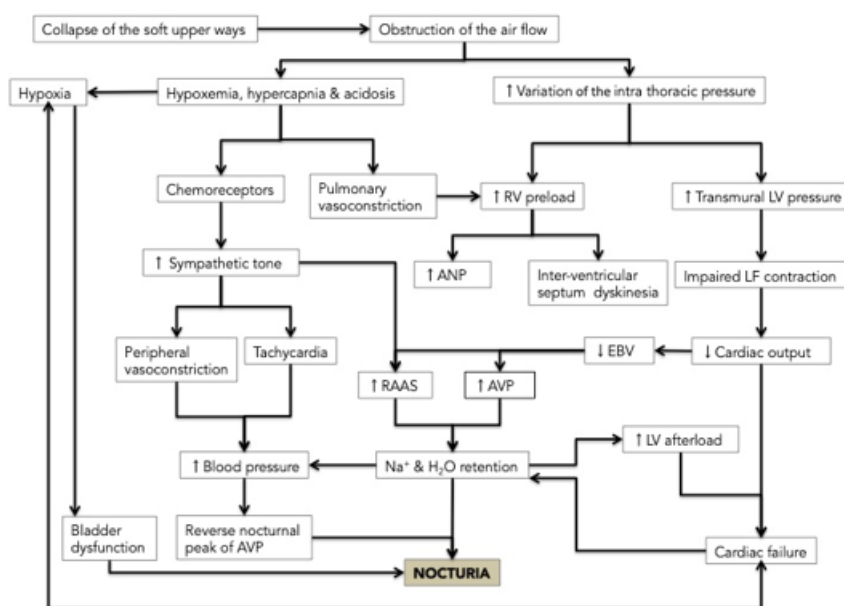 Collapse of the soft upper ways
Obstruction of the air flow
Hypoxia
Hypoxemia, hypercapnia & acidosis
↑ Variation of the intra thoracic pressure
Chemoreceptors
Pulmonary
vasoconstriction
↑ RV preload
↑ Transmural LV pressure
↑ Sympathetic tone
↑ ANP
Inter-ventricular
septum dyskinesia
Impaired LF contraction
Peripheral
vasoconstriction
Tachycardia
↓ EBV
↓ Cardiac output
↑ RAAS
↑ AVP
↑ Blood pressure
Na⁺ & H₂O retention
↑ LV afterload
Bladder
dysfunction
Reverse nocturnal
peak of AVP
Cardiac failure
NOCTURIA